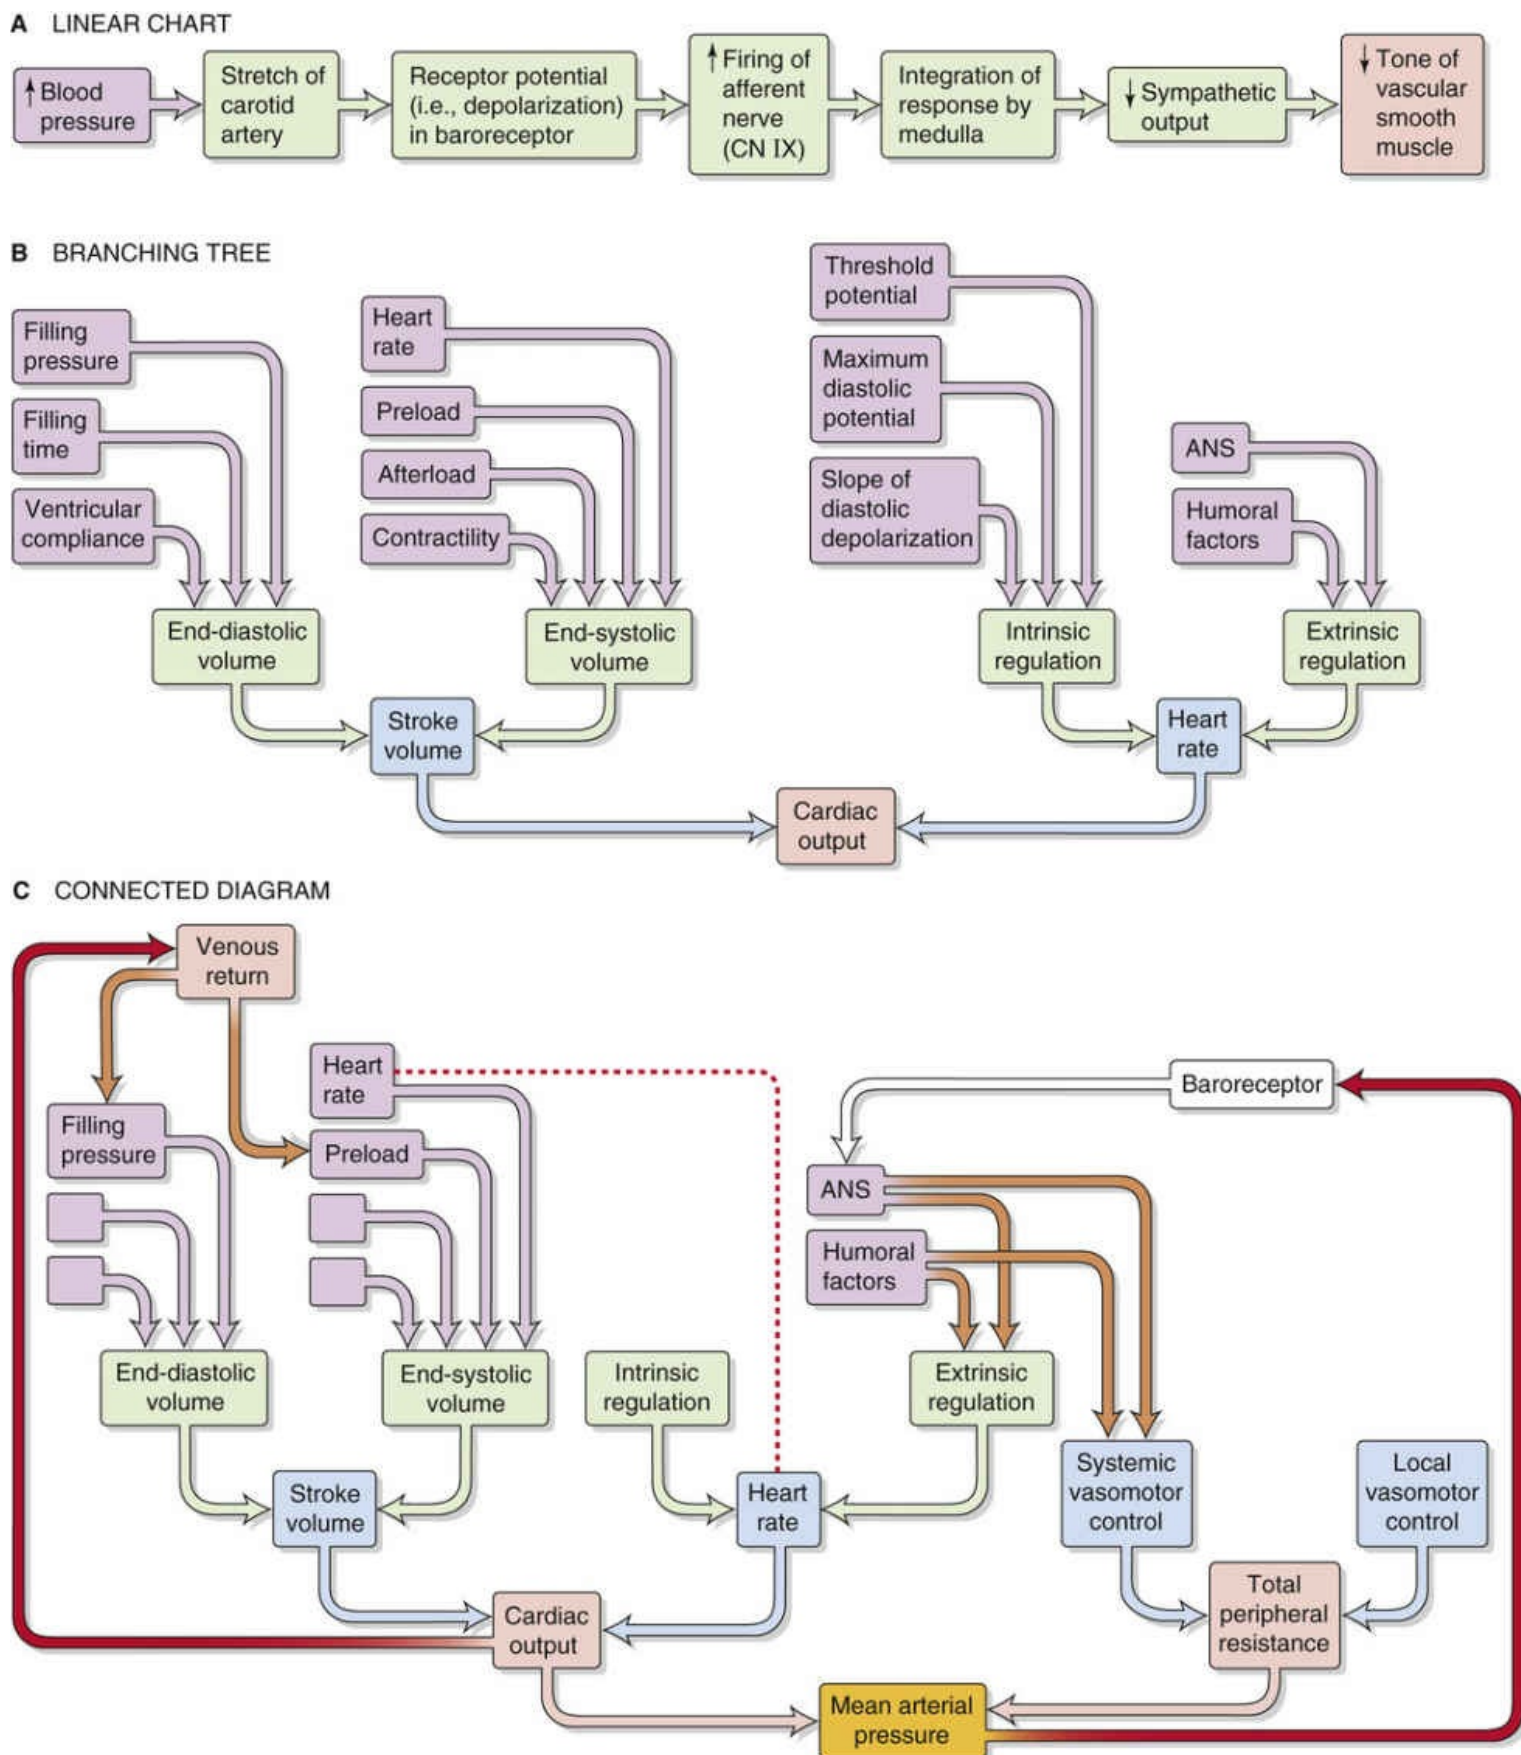 A LINEAR CHART
↑ Blood
pressure
Stretch of
carotid
artery
Receptor potential
(i.e., depolarization)
in baroreceptor
↑ Firing of
afferent
nerve
(CN IX)
Integration of
response by
medulla
↓ Sympathetic
output
↓ Tone of
vascular
smooth
muscle
B BRANCHING TREE
Filling
pressure
Filling
time
Ventricular
compliance
Heart
rate
Preload
Afterload
Contractility
Threshold
potential
Maximum
diastolic
potential
Slope of
diastolic
depolarization
ANS
Humoral
factors
End-diastolic
volume
End-systolic
volume
Intrinsic
regulation
Extrinsic
regulation
Stroke
volume
Heart
rate
Cardiac
output
C CONNECTED DIAGRAM
Venous
return
Heart
rate
Filling
pressure
Preload
Baroreceptor
ANS
Humoral
factors
End-diastolic
volume
End-systolic
volume
Intrinsic
regulation
Extrinsic
regulation
Stroke
volume
Heart
rate
Systemic
vasomotor
control
Local
vasomotor
control
Cardiac
output
Total
peripheral
resistance
Mean arterial
pressure